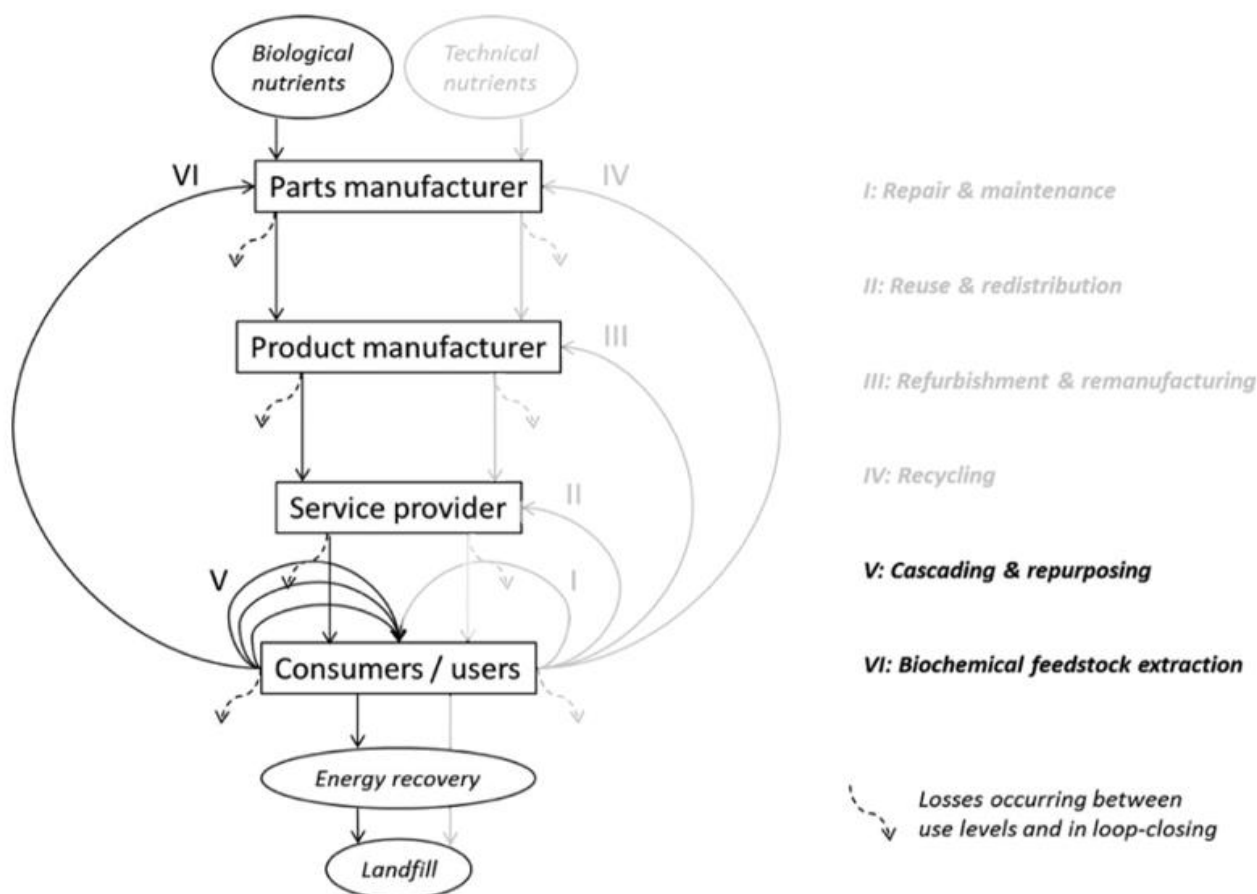 Biological
nutrients
Technical
nutrients
VI
Parts manufacturer
IV
Product manufacturer
III
Service provider
II
V
I
Consumers / users
Energy recovery
Landfill
I: Repair & maintenance
II: Reuse & redistribution
III: Refurbishment & remanufacturing
IV: Recycling
V: Cascading & repurposing
VI: Biochemical feedstock extraction
Losses occurring between
use levels and in loop-closing